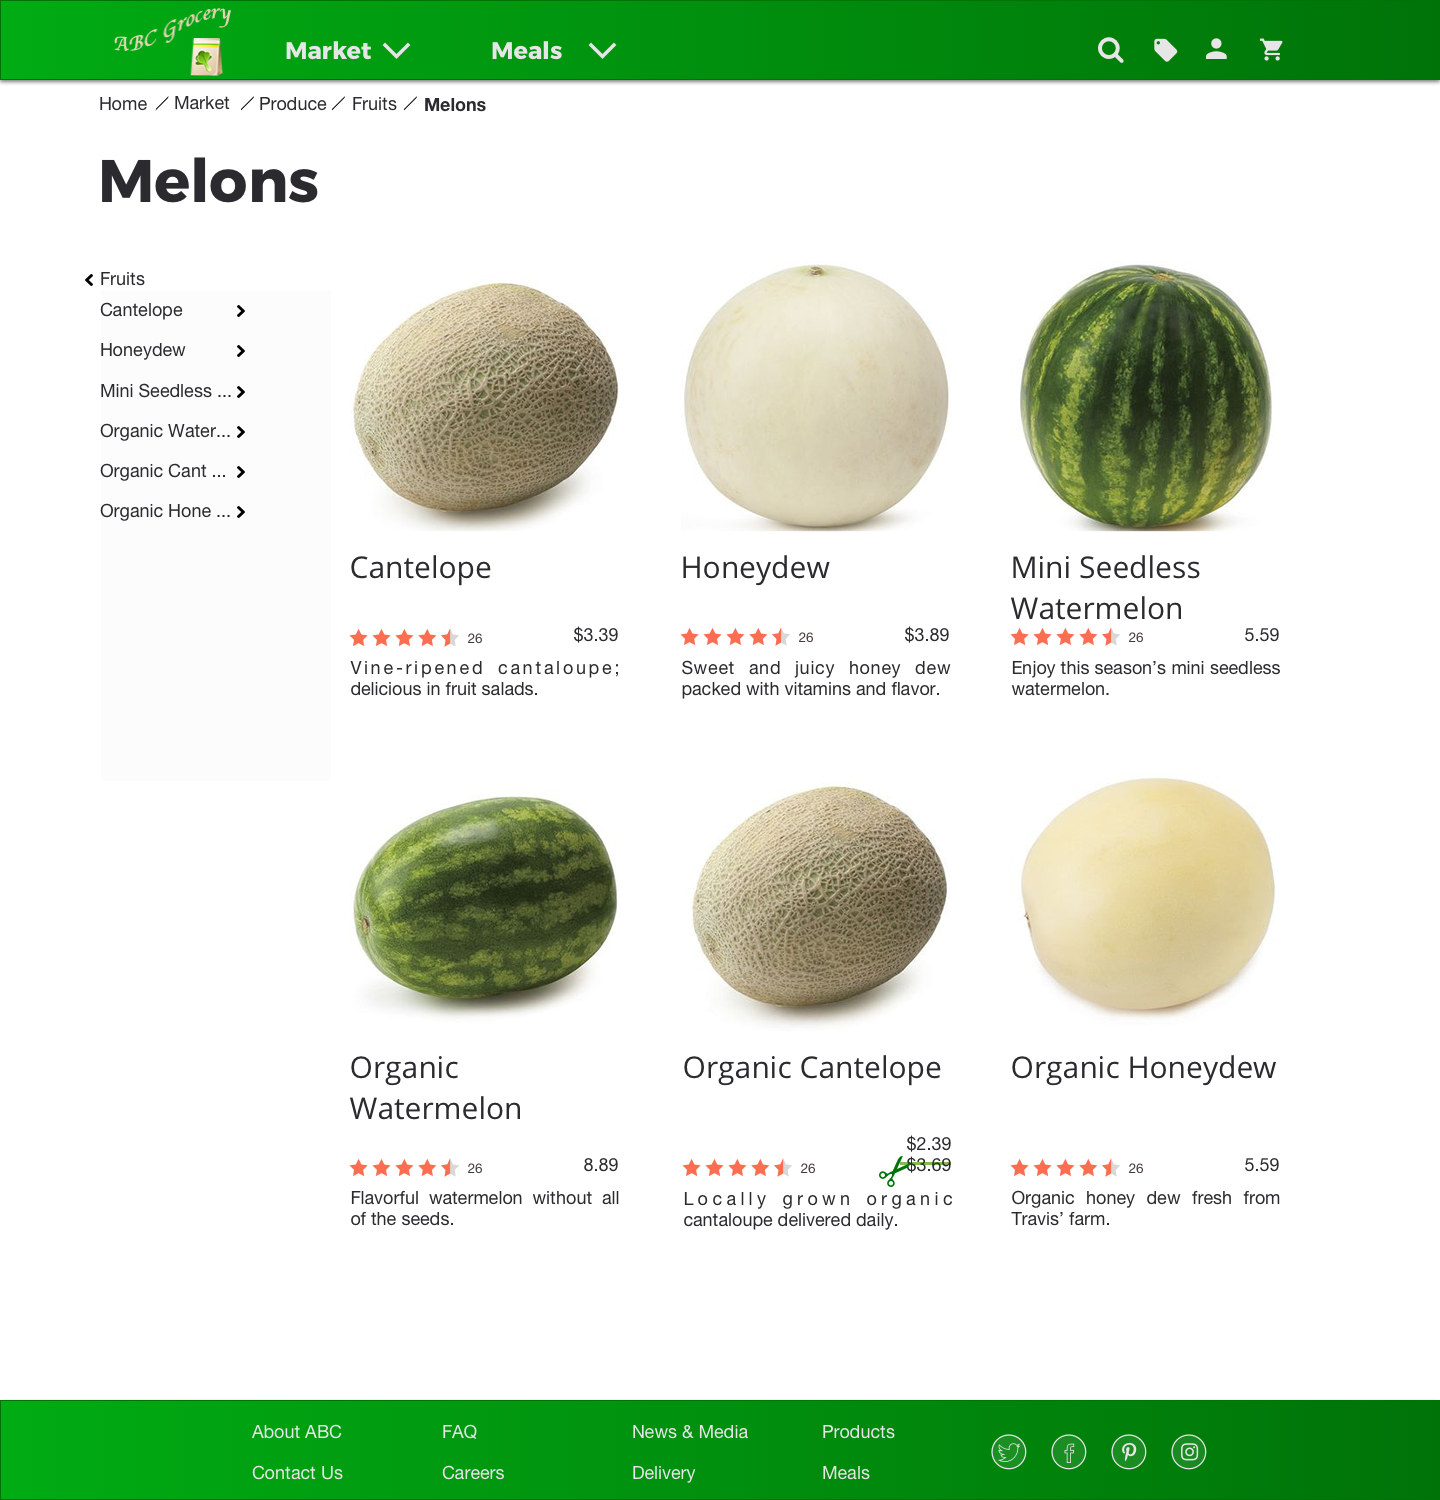 ABC Grocery
Market
Meals
Home / Market / Produce / Fruits / Melons
Melons
Fruits
Cantelope
Honeydew
Mini Seedless ...
Organic Water...
Organic Cant ...
Organic Hone ...
Cantelope
26
$3.39
Vine-ripened cantaloupe;
delicious in fruit salads.
Honeydew
26
$3.89
Sweet and juicy honey dew
packed with vitamins and flavor.
Mini Seedless
Watermelon
26
5.59
Enjoy this season’s mini seedless
watermelon.
Organic
Watermelon
26
8.89
Flavorful watermelon without all
of the seeds.
Organic Cantelope
$2.39
26
$3.69
Locally grown organic
cantaloupe delivered daily.
Organic Honeydew
26
5.59
Organic honey dew fresh from
Travis’ farm.
About ABC
FAQ
News & Media
Products
Contact Us
Careers
Delivery
Meals